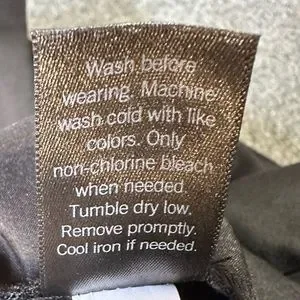 Wash before
wearing. Machine
wash cold with like
colors. Only
non-chlorine bleach
when needed.
Tumble dry low.
Remove promptly.
Cool iron if needed.